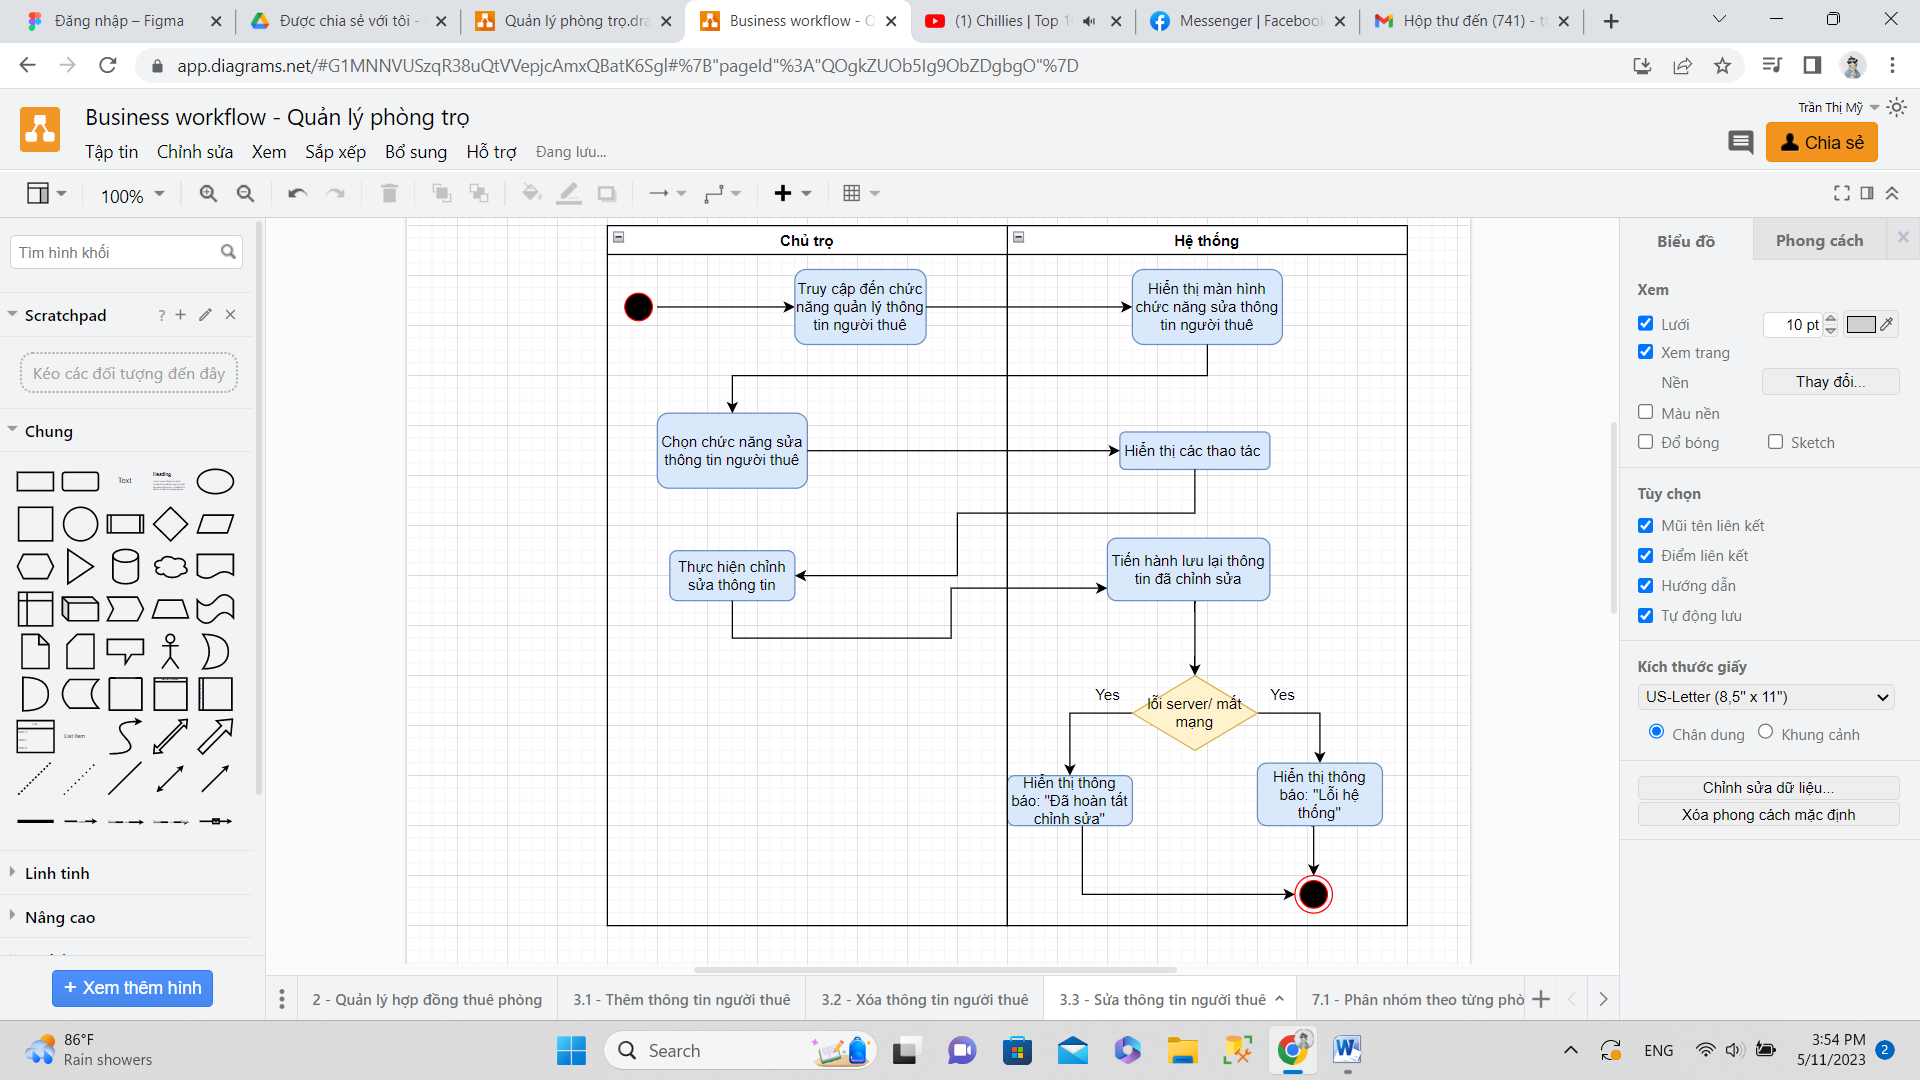 Đăng nhập – Figma
Được chia sẻ với tôi -
Quản lý phòng trọ.dra
Business workflow - Q
(1) Chillies | Top 1
Messenger | Facebook
Hộp thư đến (741) - tt
app.diagrams.net/#G1MNNVUSzqR38uQtVVepjcAmxQBatK6Sgl#%7B"pageId"%3A"QOgkZUOb5Ig9ObZDgbgO"%7D
Business workflow - Quản lý phòng trọ
Trần Thị Mỹ
Tập tin Chỉnh sửa Xem Sắp xếp Bổ sung Hỗ trợ Đang lưu...
Chia sẻ
100%
Tìm hình khối
Scratchpad
?
Kéo các đối tượng đến đây
Chung
Text
Heading
List Item
Linh tinh
Nâng cao
+ Xem thêm hình
Chủ trọ
Hệ thống
Truy cập đến chức
năng quản lý thông
tin người thuê
Hiển thị màn hình
chức năng sửa thông
tin người thuê
Chọn chức năng sửa
thông tin người thuê
Hiển thị các thao tác
Thực hiện chỉnh
sửa thông tin
Tiến hành lưu lại thông
tin đã chỉnh sửa
Yes
lỗi server/ mất
mạng
Yes
Hiển thị thông
báo: "Đã hoàn tất
chỉnh sửa"
Hiển thị thông
báo: "Lỗi hệ
thống"
Biểu đồ
Phong cách
Xem
Lưới
10 pt
Xem trang
Nền
Thay đổi...
Màu nền
Đổ bóng
Sketch
Tùy chọn
Mũi tên liên kết
Điểm liên kết
Hướng dẫn
Tự động lưu
Kích thước giấy
US-Letter (8,5" x 11")
Chân dung
Khung cảnh
Chỉnh sửa dữ liệu...
Xóa phong cách mặc định
2 - Quản lý hợp đồng thuê phòng
3.1 - Thêm thông tin người thuê
3.2 - Xóa thông tin người thuê
3.3 - Sửa thông tin người thuê
7.1 - Phân nhóm theo từng phò
86°F
Rain showers
Search
ENG
3:54 PM
5/11/2023
2